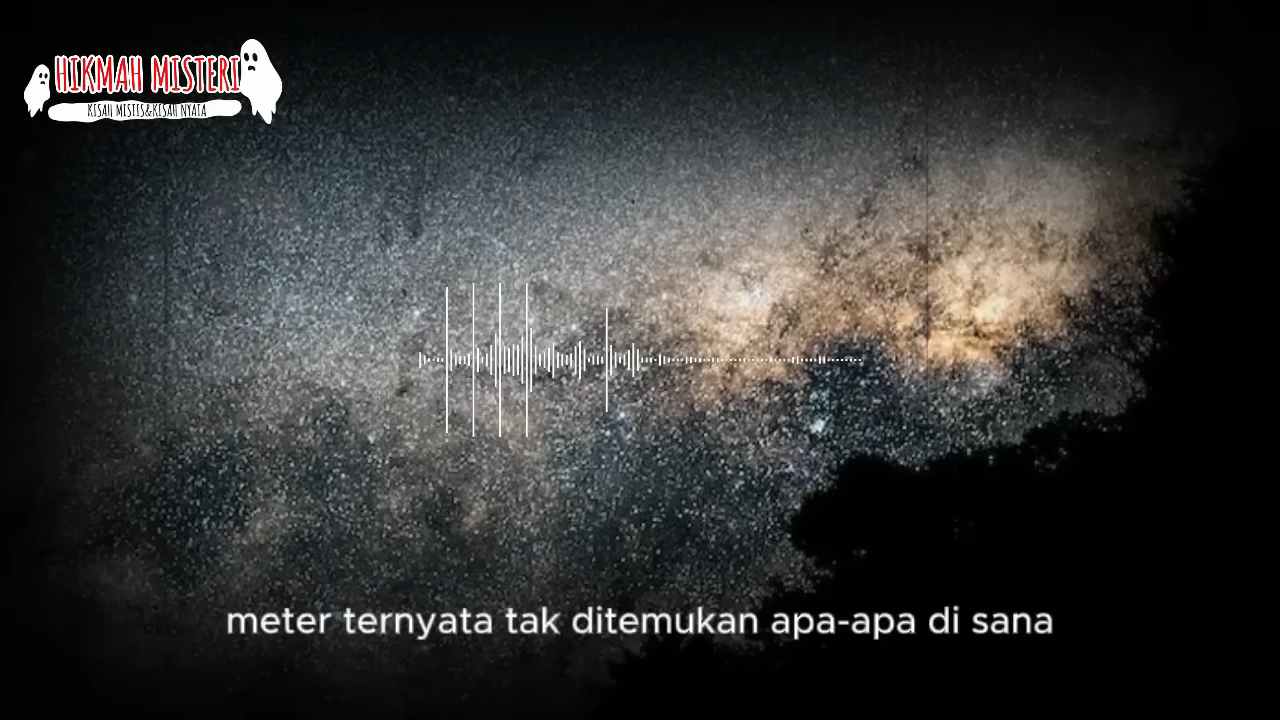 HIKMAH MISTERI
KISAH MISTIS&KISAH NYATA
meter ternyata tak ditemukan apa-apa di sana